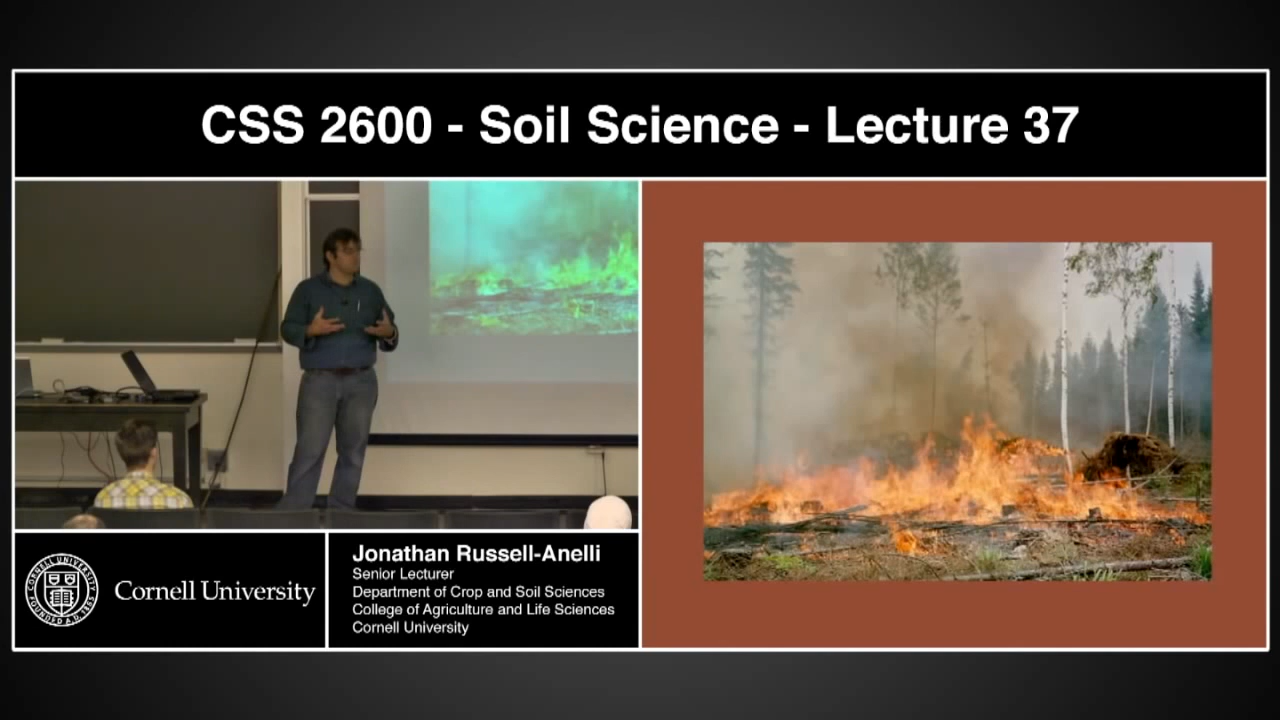 CSS 2600 - Soil Science - Lecture 37
CORNELL UNIVERSITY
FOUNDED A.D. 1865
Cornell University
Jonathan Russell-Anelli
Senior Lecturer
Department of Crop and Soil Sciences
College of Agriculture and Life Sciences
Cornell University